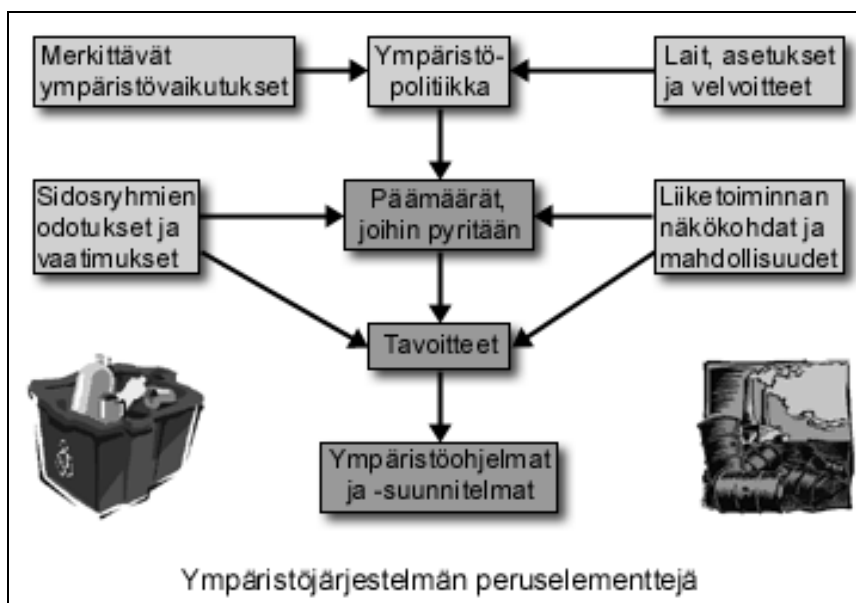 Merkittävät
ympäristövaikutukset
Ympäristö-
politiikka
Lait, asetukset
ja velvoitteet
Sidosryhmien
odotukset ja
vaatimukset
Päämäärät,
joihin pyritään
Liiketoiminnan
näkökohdat ja
mahdollisuudet
Tavoitteet
Ympäristöohjelmat
ja -suunnitelmat
Ympäristöjärjestelmän peruselementtejä